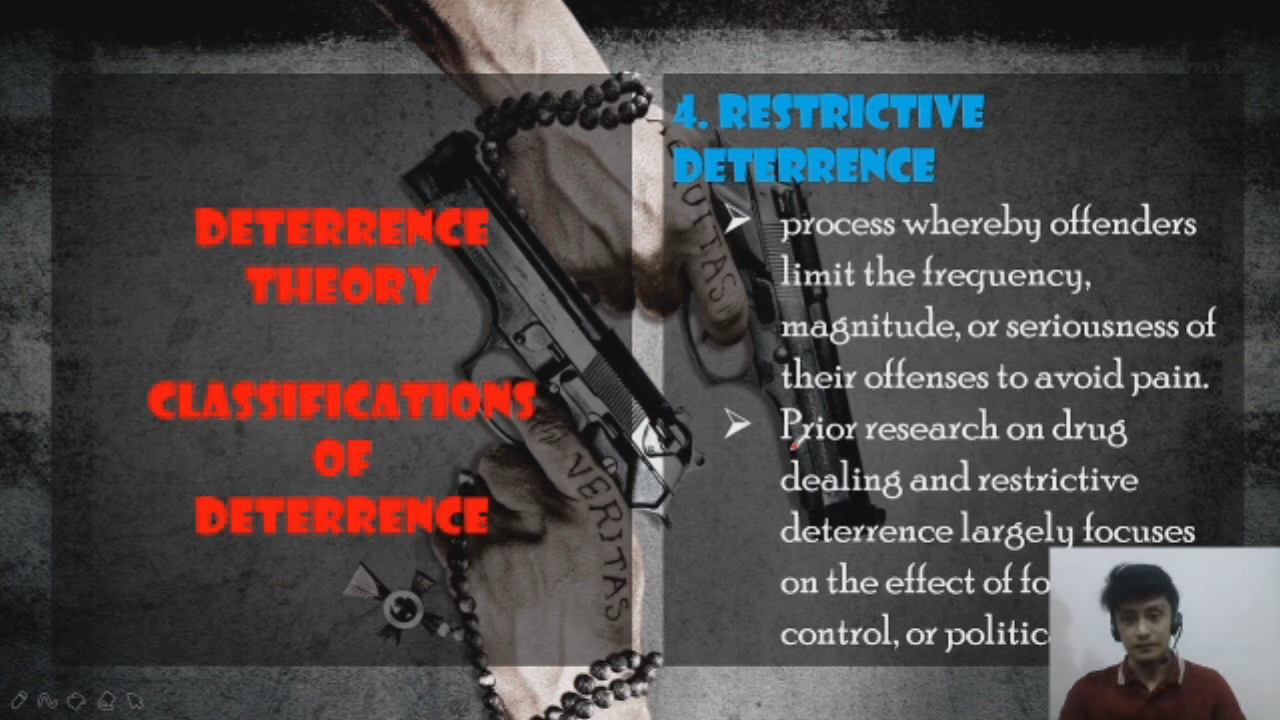 DETERRENCE
THEORY
CLASSIFICATIONS
OF
DETERRENCE
4. RESTRICTIVE
DETERRENCE
process whereby offenders
limit the frequency,
magnitude, or seriousness of
their offenses to avoid pain.
Prior research on drug
dealing and restrictive
deterrence largely focuses
on the effect of
control, or
VERITAS